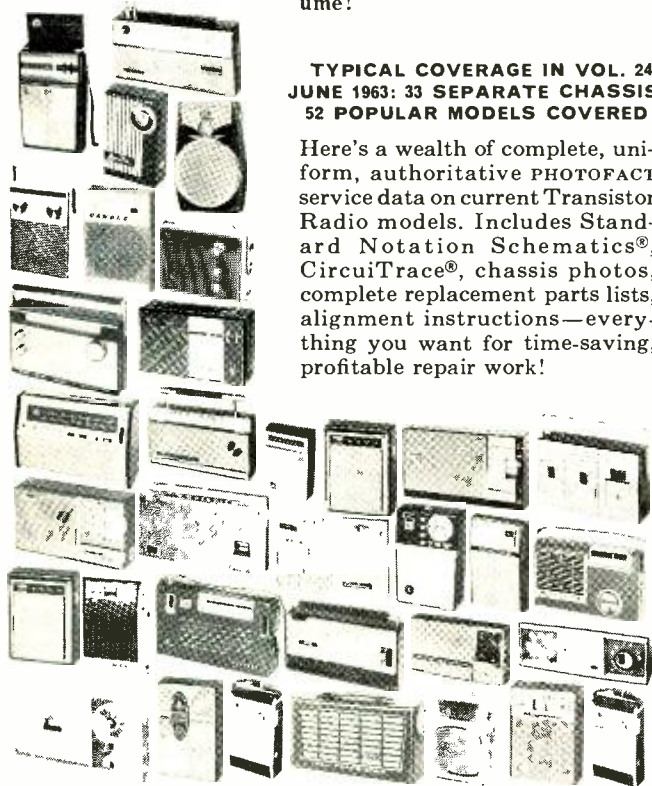 ume!
TYPICAL COVERAGE IN VOL. 24
JUNE 1963: 33 SEPARATE CHASSIS
52 POPULAR MODELS COVERED
Here's a wealth of complete, uni-
form, authoritative PHOTOFACT
service data on current Transistor
Radio models. Includes Stand-
ard Notation Schematics®,
CircuiTrace®, chassis photos,
complete replacement parts lists,
alignment instructions—every-
thing you want for time-saving,
profitable repair work!